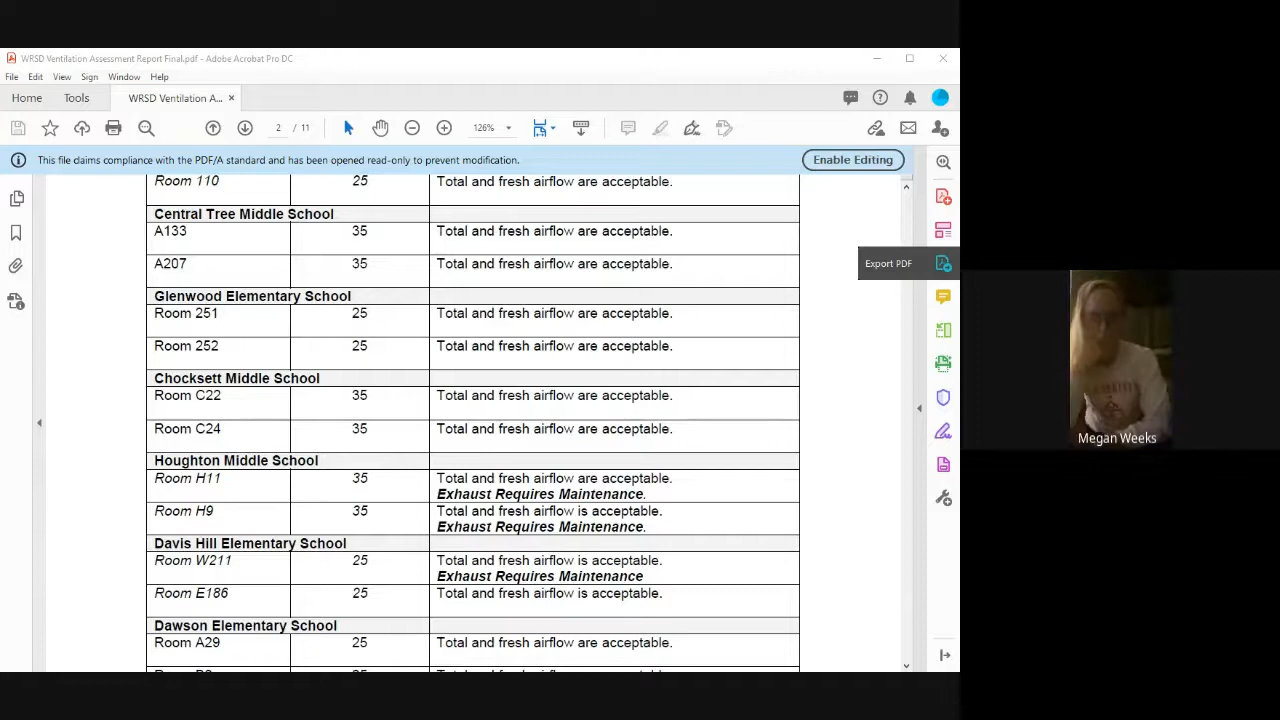 WRSD Ventilation Assessment Report Final.pdf - Adobe Acrobat Pro DC
File Edit View Sign Window Help
Home Tools WRSD Ventilation A... ×
2 / 11 126%
This file claims compliance with the PDF/A standard and has been opened read-only to prevent modification. Enable Editing
Room 110 25 Total and fresh airflow are acceptable.
Central Tree Middle School
A133 35 Total and fresh airflow are acceptable.
A207 35 Total and fresh airflow are acceptable.
Export PDF
Glenwood Elementary School
Room 251 25 Total and fresh airflow are acceptable.
Room 252 25 Total and fresh airflow are acceptable.
Chocksett Middle School
Room C22 35 Total and fresh airflow are acceptable.
Room C24 35 Total and fresh airflow are acceptable.
Houghton Middle School
Room H11 35 Total and fresh airflow are acceptable.
Exhaust Requires Maintenance.
Room H9 35 Total and fresh airflow is acceptable.
Exhaust Requires Maintenance.
Davis Hill Elementary School
Room W211 25 Total and fresh airflow is acceptable.
Exhaust Requires Maintenance
Room E186 25 Total and fresh airflow is acceptable.
Dawson Elementary School
Room A29 25 Total and fresh airflow are acceptable.
Megan Weeks